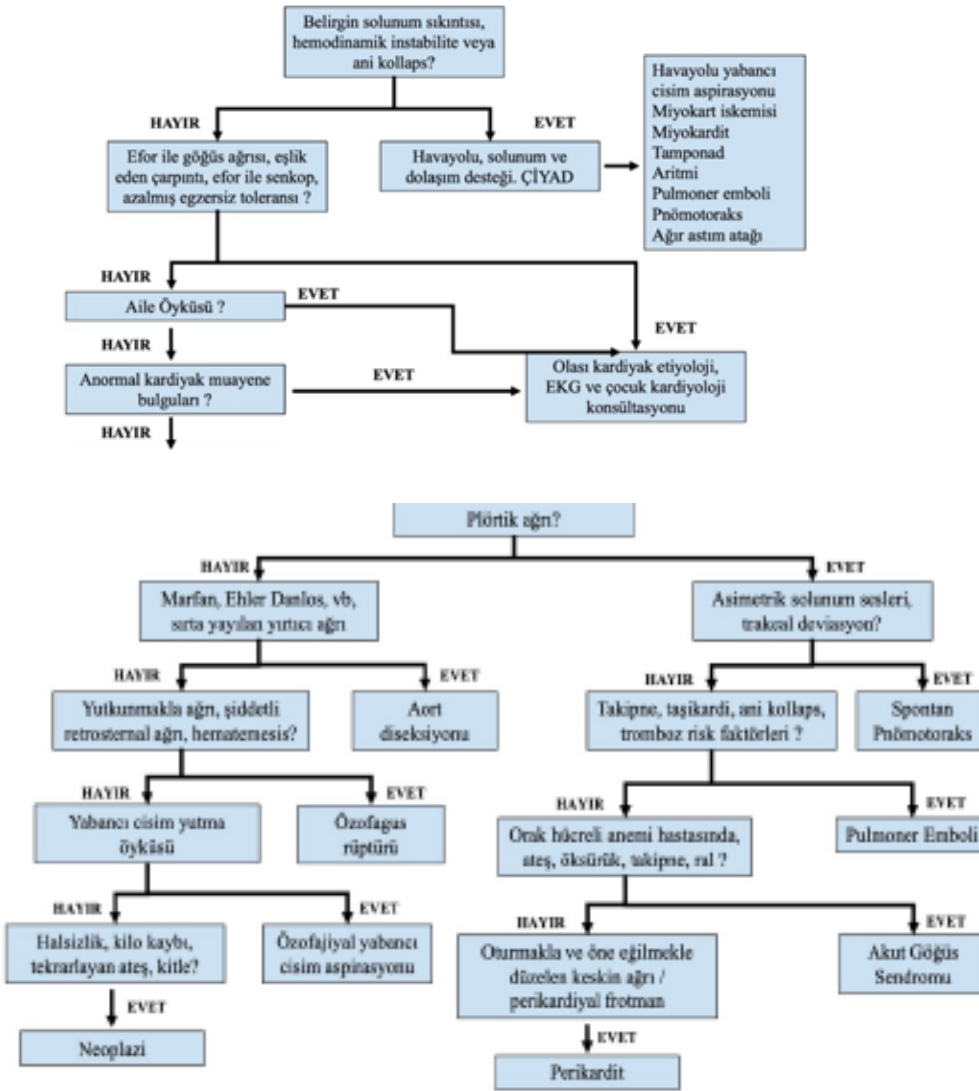 Belirgin solunum sıkıntısı,
hemodinamik instabilite veya
ani kollaps?
HAYIR
EVET
Efor ile göğüs ağrısı, eşlik
eden çarpıntı, efor ile senkop,
azalmış egzersiz toleransı ?
Havayolu, solunum ve
dolaşım desteği. ÇİYAD
Havayolu yabancı
cisim aspirasyonu
Miyokart iskemisi
Miyokardit
Tamponad
Aritmi
Pulmoner emboli
Pnömotoraks
Ağır astım atağı
HAYIR
EVET
Aile Öyküsü ?
EVET
HAYIR
Anormal kardiyak muayene
bulguları ?
EVET
Olası kardiyak etiyoloji,
EKG ve çocuk kardiyoloji
konsültasyonu
HAYIR
Plörtik ağrı?
HAYIR
EVET
Marfan, Ehler Danlos, vb,
sırta yayılan yırtıcı ağrı
Asimetrik solunum sesleri,
trakeal deviasyon?
HAYIR
EVET
HAYIR
EVET
Yutkunmakla ağrı, şiddetli
retrosternal ağrı, hematemesis?
Aort
diseksiyonu
Takipne, taşikardi, ani kollaps,
tromboz risk faktörleri ?
Spontan
Pnömotoraks
HAYIR
EVET
HAYIR
EVET
Yabancı cisim yutma
öyküsü
Özofagus
rüptürü
Orak hücreli anemi hastasında,
ateş, öksürük, takipne, ral ?
Pulmoner Emboli
HAYIR
EVET
HAYIR
EVET
Halsizlik, kilo kaybı,
tekrarlayan ateş, kitle?
Özofajiyal yabancı
cisim aspirasyonu
Oturmakla ve öne eğilmekle
düzelen keskin ağrı /
perikardiyal frotman
Akut Göğüs
Sendromu
EVET
Neoplazi
EVET
Perikardit